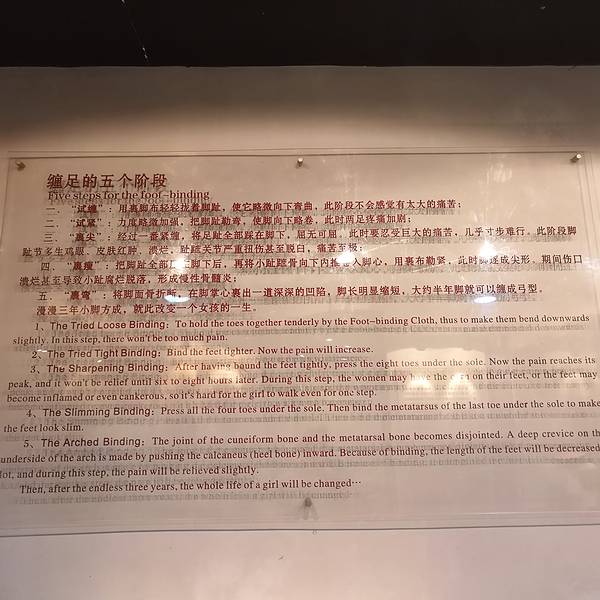 缠足的五个阶段
Five steps for the foot-binding
一、“试缠”：用裹脚布轻轻拢着脚趾，使它略微向下弯曲，此阶段不会感觉有太大的痛苦；
二、“试紧”：力度略微加强，把脚趾勒弯，使脚向下略卷，此时两足疼痛加剧；
三、“裹尖”：经过一番紧缠，将足趾全部踩在脚下，屈无可屈，此时要忍受巨大的痛苦，几乎寸步难行。此阶段脚
趾节多生鸡眼、皮肤红肿、溃烂、趾跖关节严重扭伤甚至脱臼，痛苦至极；
四、“裹瘦”：把脚趾全部压在脚下后，再将小趾跖骨向下内推卷入脚心，用裹布勒紧，此时脚逐成尖形，期间伤口
溃烂甚至导致小趾腐烂脱落，形成慢性骨髓炎；
五、“裹弯”：将脚面骨折断，在脚掌心裹出一道深深的凹陷，脚长明显缩短，大约半年脚就可以缠成弓型。
漫漫三年小脚方成，就此改变一个女孩的一生。
1、The Tried Loose Binding：To hold the toes together tenderly by the Foot-binding Cloth, thus to make them bend downwards
slightly. In this step, there won't be too much pain.
2、The Tried Tight Binding：Bind the feet tighter. Now the pain will increase.
3、The Sharpening Binding：After having bound the feet tightly, press the eight toes under the sole. Now the pain reaches its
peak, and it won't be relief until six to eight hours later. During this step, the women may have the corn on their feet, or the feet may
become inflamed or even cankerous, so it's hard for the girl to walk even for one step.
4、The Slimming Binding：Press all the four toes under the sole. Then bind the metatarsus of the last toe under the sole to make
the feet look slim.
5、The Arched Binding：The joint of the cuneiform bone and the metatarsal bone becomes disjointed. A deep crevice on the
underside of the arch is made by pushing the calcaneus (heel bone) inward. Because of binding, the length of the feet will be decreased
lot, and during this step, the pain will be relieved slightly.
Then, after the endless three years, the whole life of a girl will be changed…